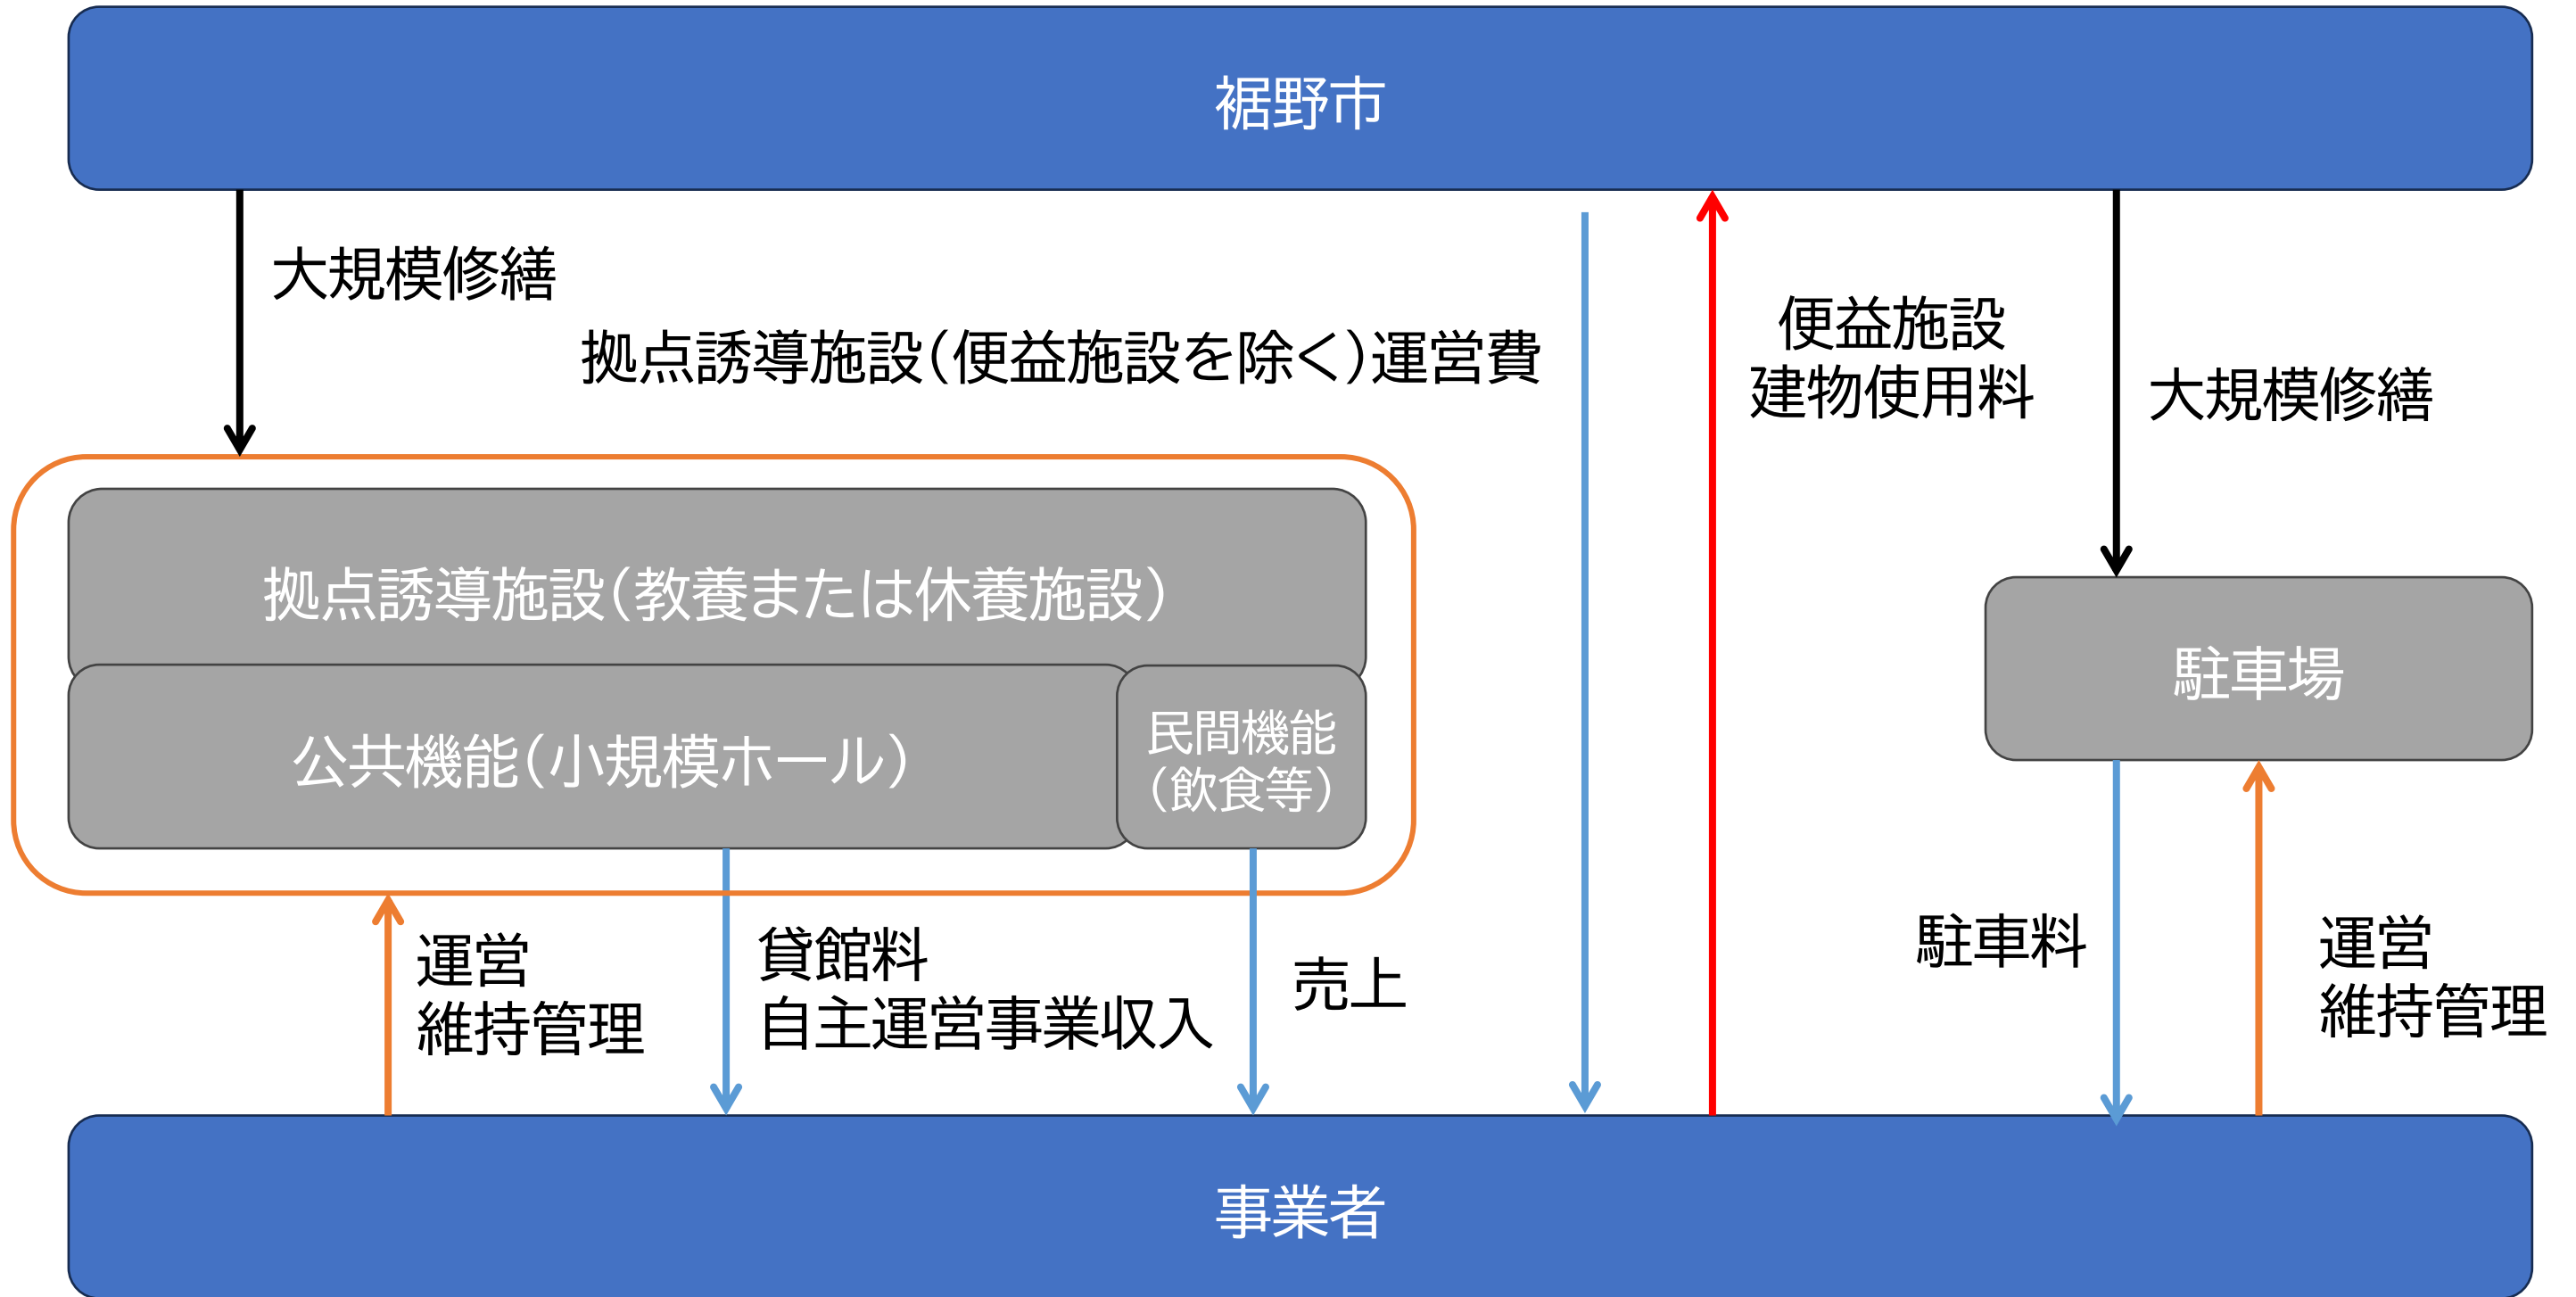 裾野市
大規模修繕
拠点誘導施設(便益施設を除く)運営費
便益施設
建物使用料
大規模修繕
拠点誘導施設(教養または休養施設)
公共機能(小規模ホール)
民間機能
(飲食等)
駐車場
運営
維持管理
貸館料
自主運営事業収入
売上
駐車料
運営
維持管理
事業者